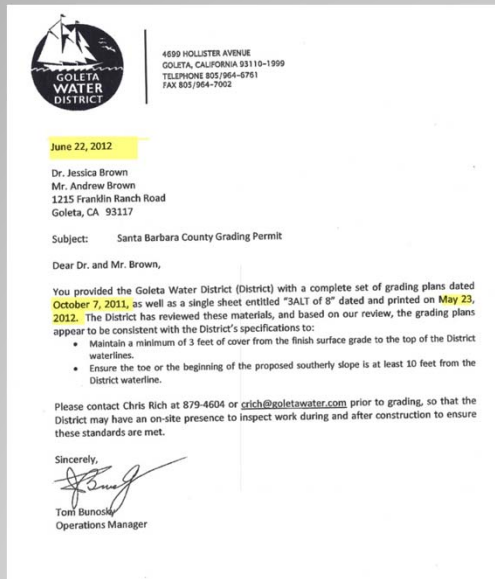 GOLETA
WATER
DISTRICT
4699 HOLLISTER AVENUE
GOLETA, CALIFORNIA 93110-1999
TELEPHONE 805/964-6761
FAX 805/964-7002
June 22, 2012
Dr. Jessica Brown
Mr. Andrew Brown
1215 Franklin Ranch Road
Goleta, CA 93117
Subject: Santa Barbara County Grading Permit
Dear Dr. and Mr. Brown,
You provided the Goleta Water District (District) with a complete set of grading plans dated
October 7, 2011, as well as a single sheet entitled "3ALT of 8" dated and printed on May 23,
2012. The District has reviewed these materials, and based on our review, the grading plans
appear to be consistent with the District's specifications to:
• Maintain a minimum of 3 feet of cover from the finish surface grade to the top of the District
waterlines.
• Ensure the toe or the beginning of the proposed southerly slope is at least 10 feet from the
District waterline.
Please contact Chris Rich at 879-4604 or crich@goletawater.com prior to grading, so that the
District may have an on-site presence to inspect work during and after construction to ensure
these standards are met.
Sincerely,
Tom Bunosky
Operations Manager